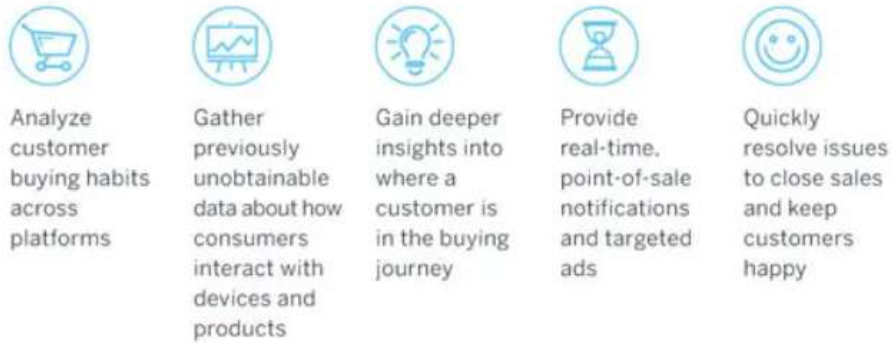 Analyze
customer
buying habits
across
platforms
Gather
previously
unobtainable
data about how
consumers
interact with
devices and
products
Gain deeper
insights into
where a
customer is
in the buying
journey
Provide
real-time,
point-of-sale
notifications
and targeted
ads
Quickly
resolve issues
to close sales
and keep
customers
happy